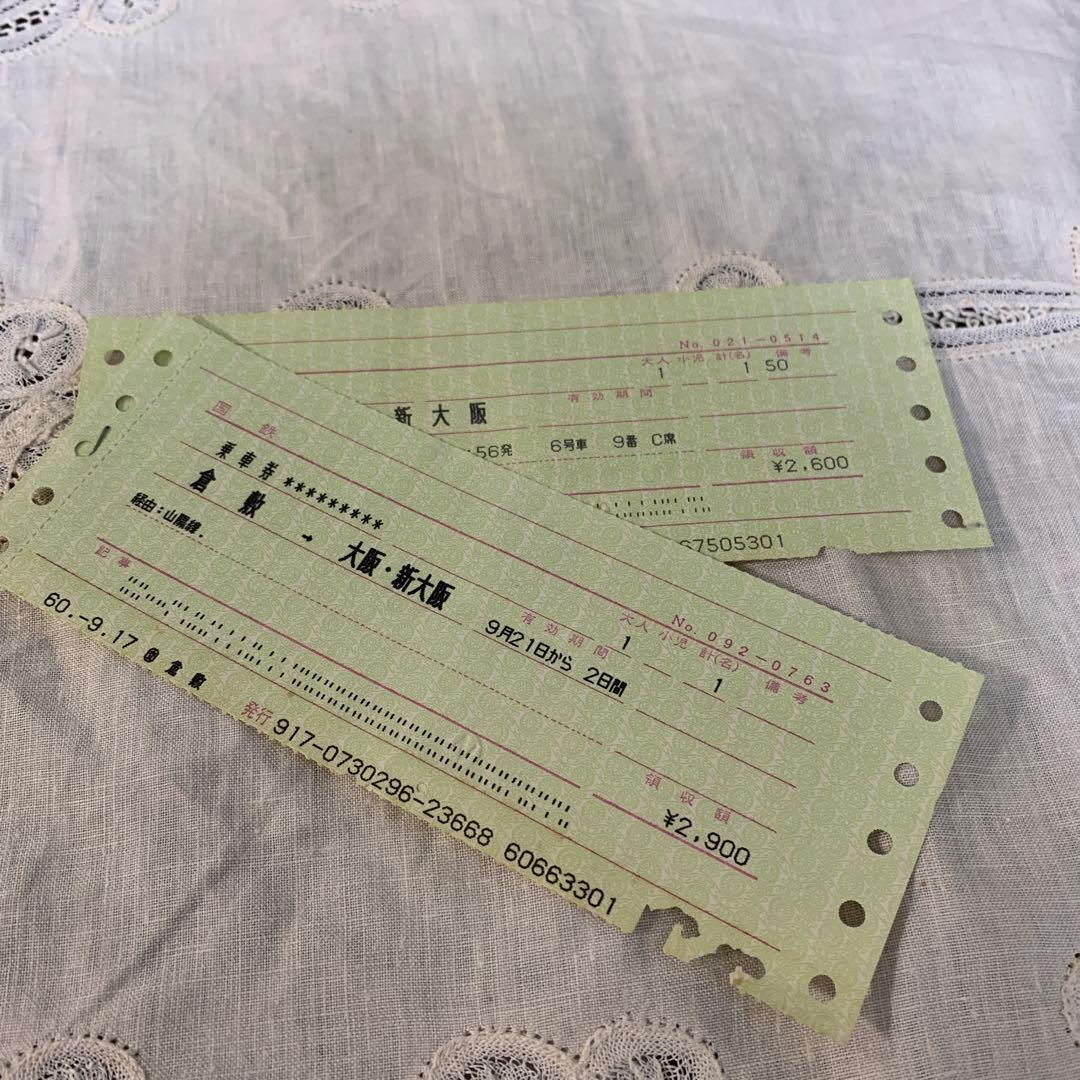 No. 021-0514
大人 小児 計(名) 備考
1 1 50
新大阪
有効期間
56発 6号車 9番 C席
領収額
¥2,600
67505301
国鉄
No. 092-0763
乗車券 *********
大人 小児 計(名) 備考
1 1
倉敷 → 大阪・新大阪
有効期間
9月21日から 2日間
経由:山陽線.
領収額
¥2,900
記事
60.-9.17 倉敷
発行 917-0730296-23668 60663301